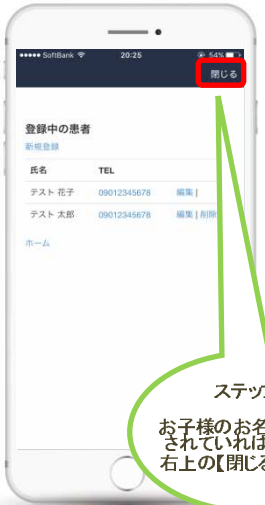 SoftBank 20:25 54%
閉じる
登録中の患者
新規登録
氏名 TEL
テスト 花子 09012345678 編集 |
テスト 太郎 09012345678 編集 | 削除
ホーム
ステッ
お子様のお名
されていれば
右上の【閉じる